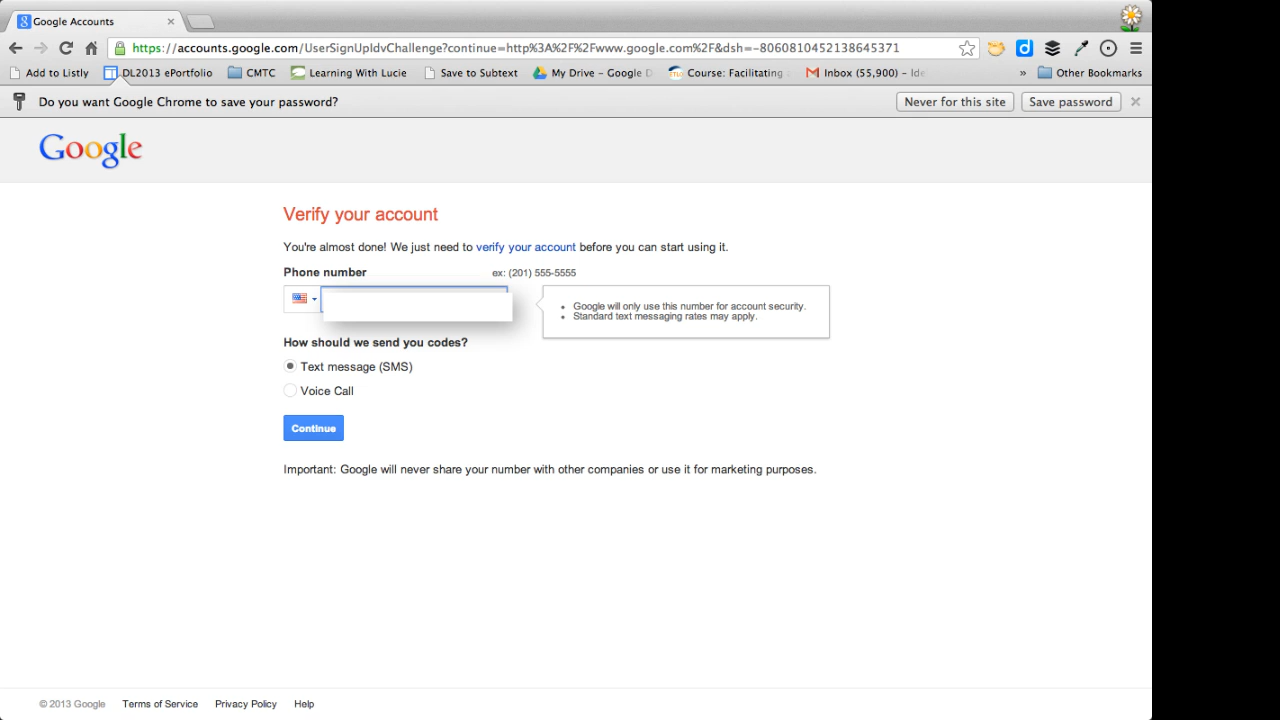 Google Accounts
https://accounts.google.com/UserSignUpIdvChallenge?continue=http%3A%2F%2Fwww.google.com%2F&dsh=-8060810452138645371
Add to Listly DL2013 ePortfolio CMTC Learning With Lucie Save to Subtext My Drive - Google D Course: Facilitating Inbox (55,900) - Ide » Other Bookmarks
Do you want Google Chrome to save your password? Never for this site Save password
Google
Verify your account
You're almost done! We just need to verify your account before you can start using it.
Phone number ex: (201) 555-5555
Google will only use this number for account security.
Standard text messaging rates may apply.
How should we send you codes?
Text message (SMS)
Voice Call
Continue
Important: Google will never share your number with other companies or use it for marketing purposes.
© 2013 Google Terms of Service Privacy Policy Help